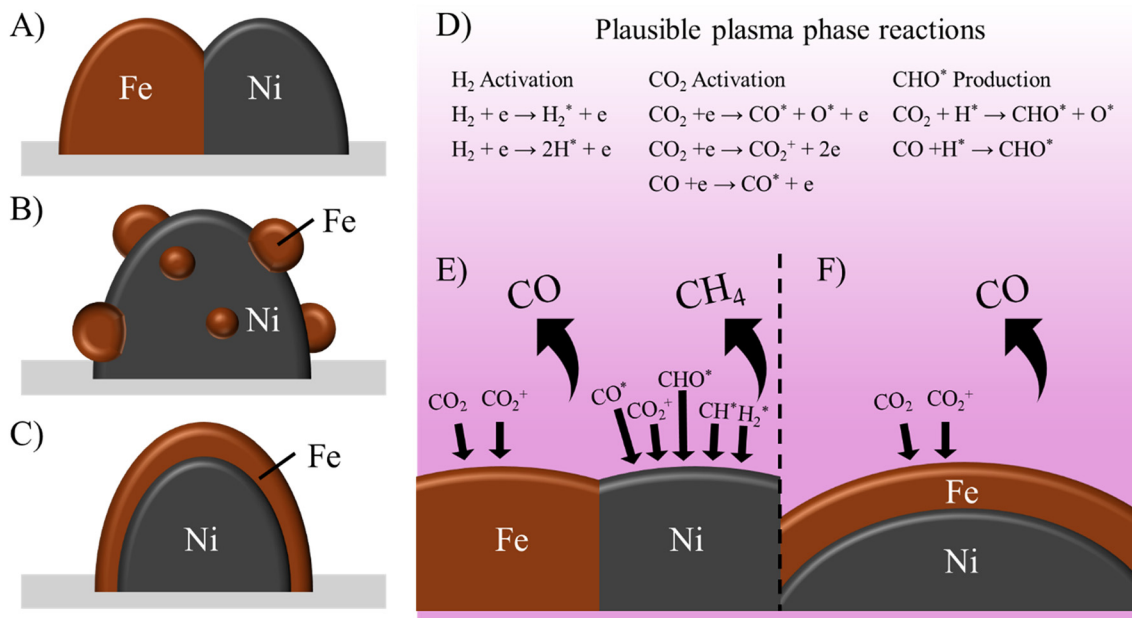 A)
Fe Ni
B)
Fe
Ni
C)
Fe
Ni
D)
Plausible plasma phase reactions
H₂ Activation
H₂ + e → H₂* + e
H₂ + e → 2H* + e
CO₂ Activation
CO₂ +e → CO* + O* + e
CO₂ +e → CO₂⁺ + 2e
CO +e → CO* + e
CHO* Production
CO₂ + H* → CHO* + O*
CO +H* → CHO*
E)
CO
CH₄
CO₂ CO₂⁺
CO* CO₂⁺ CHO* CH* H₂*
Fe Ni
F)
CO
CO₂ CO₂⁺
Fe
Ni